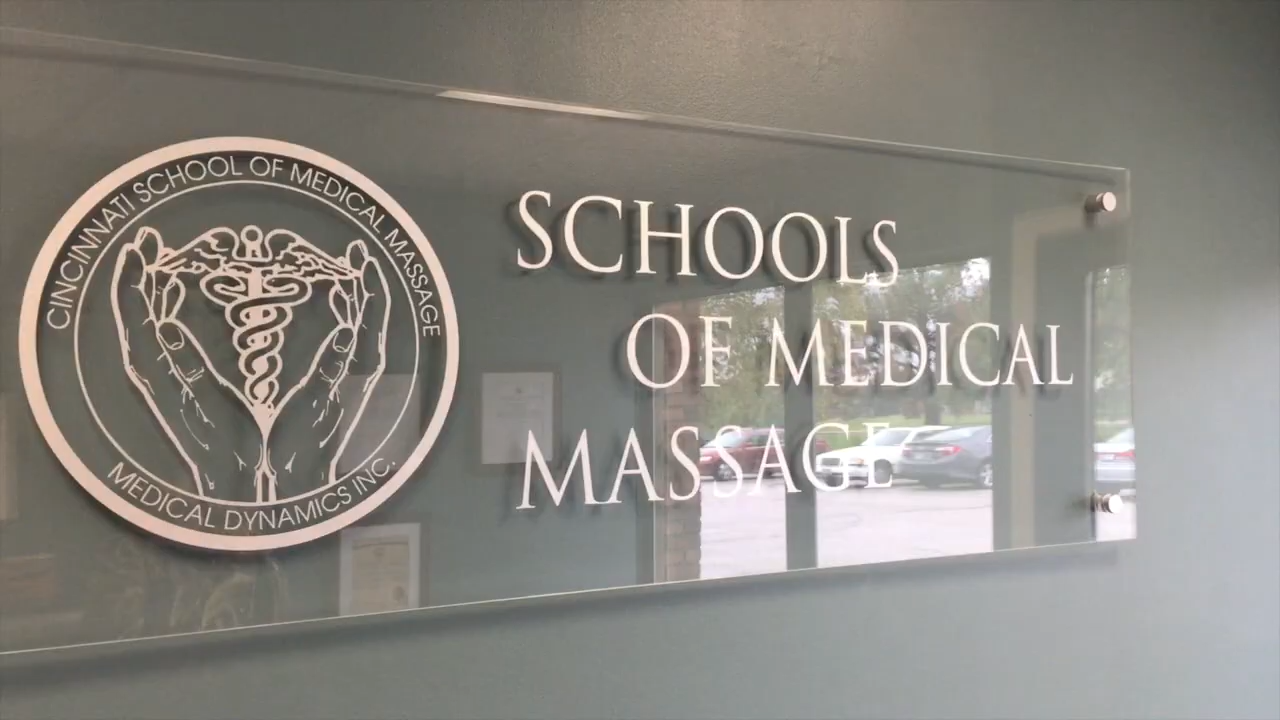 CINCINNATI SCHOOL OF MEDICAL MASSAGE
MEDICAL DYNAMICS INC.
SCHOOLS
OF MEDICAL
MASSAGE